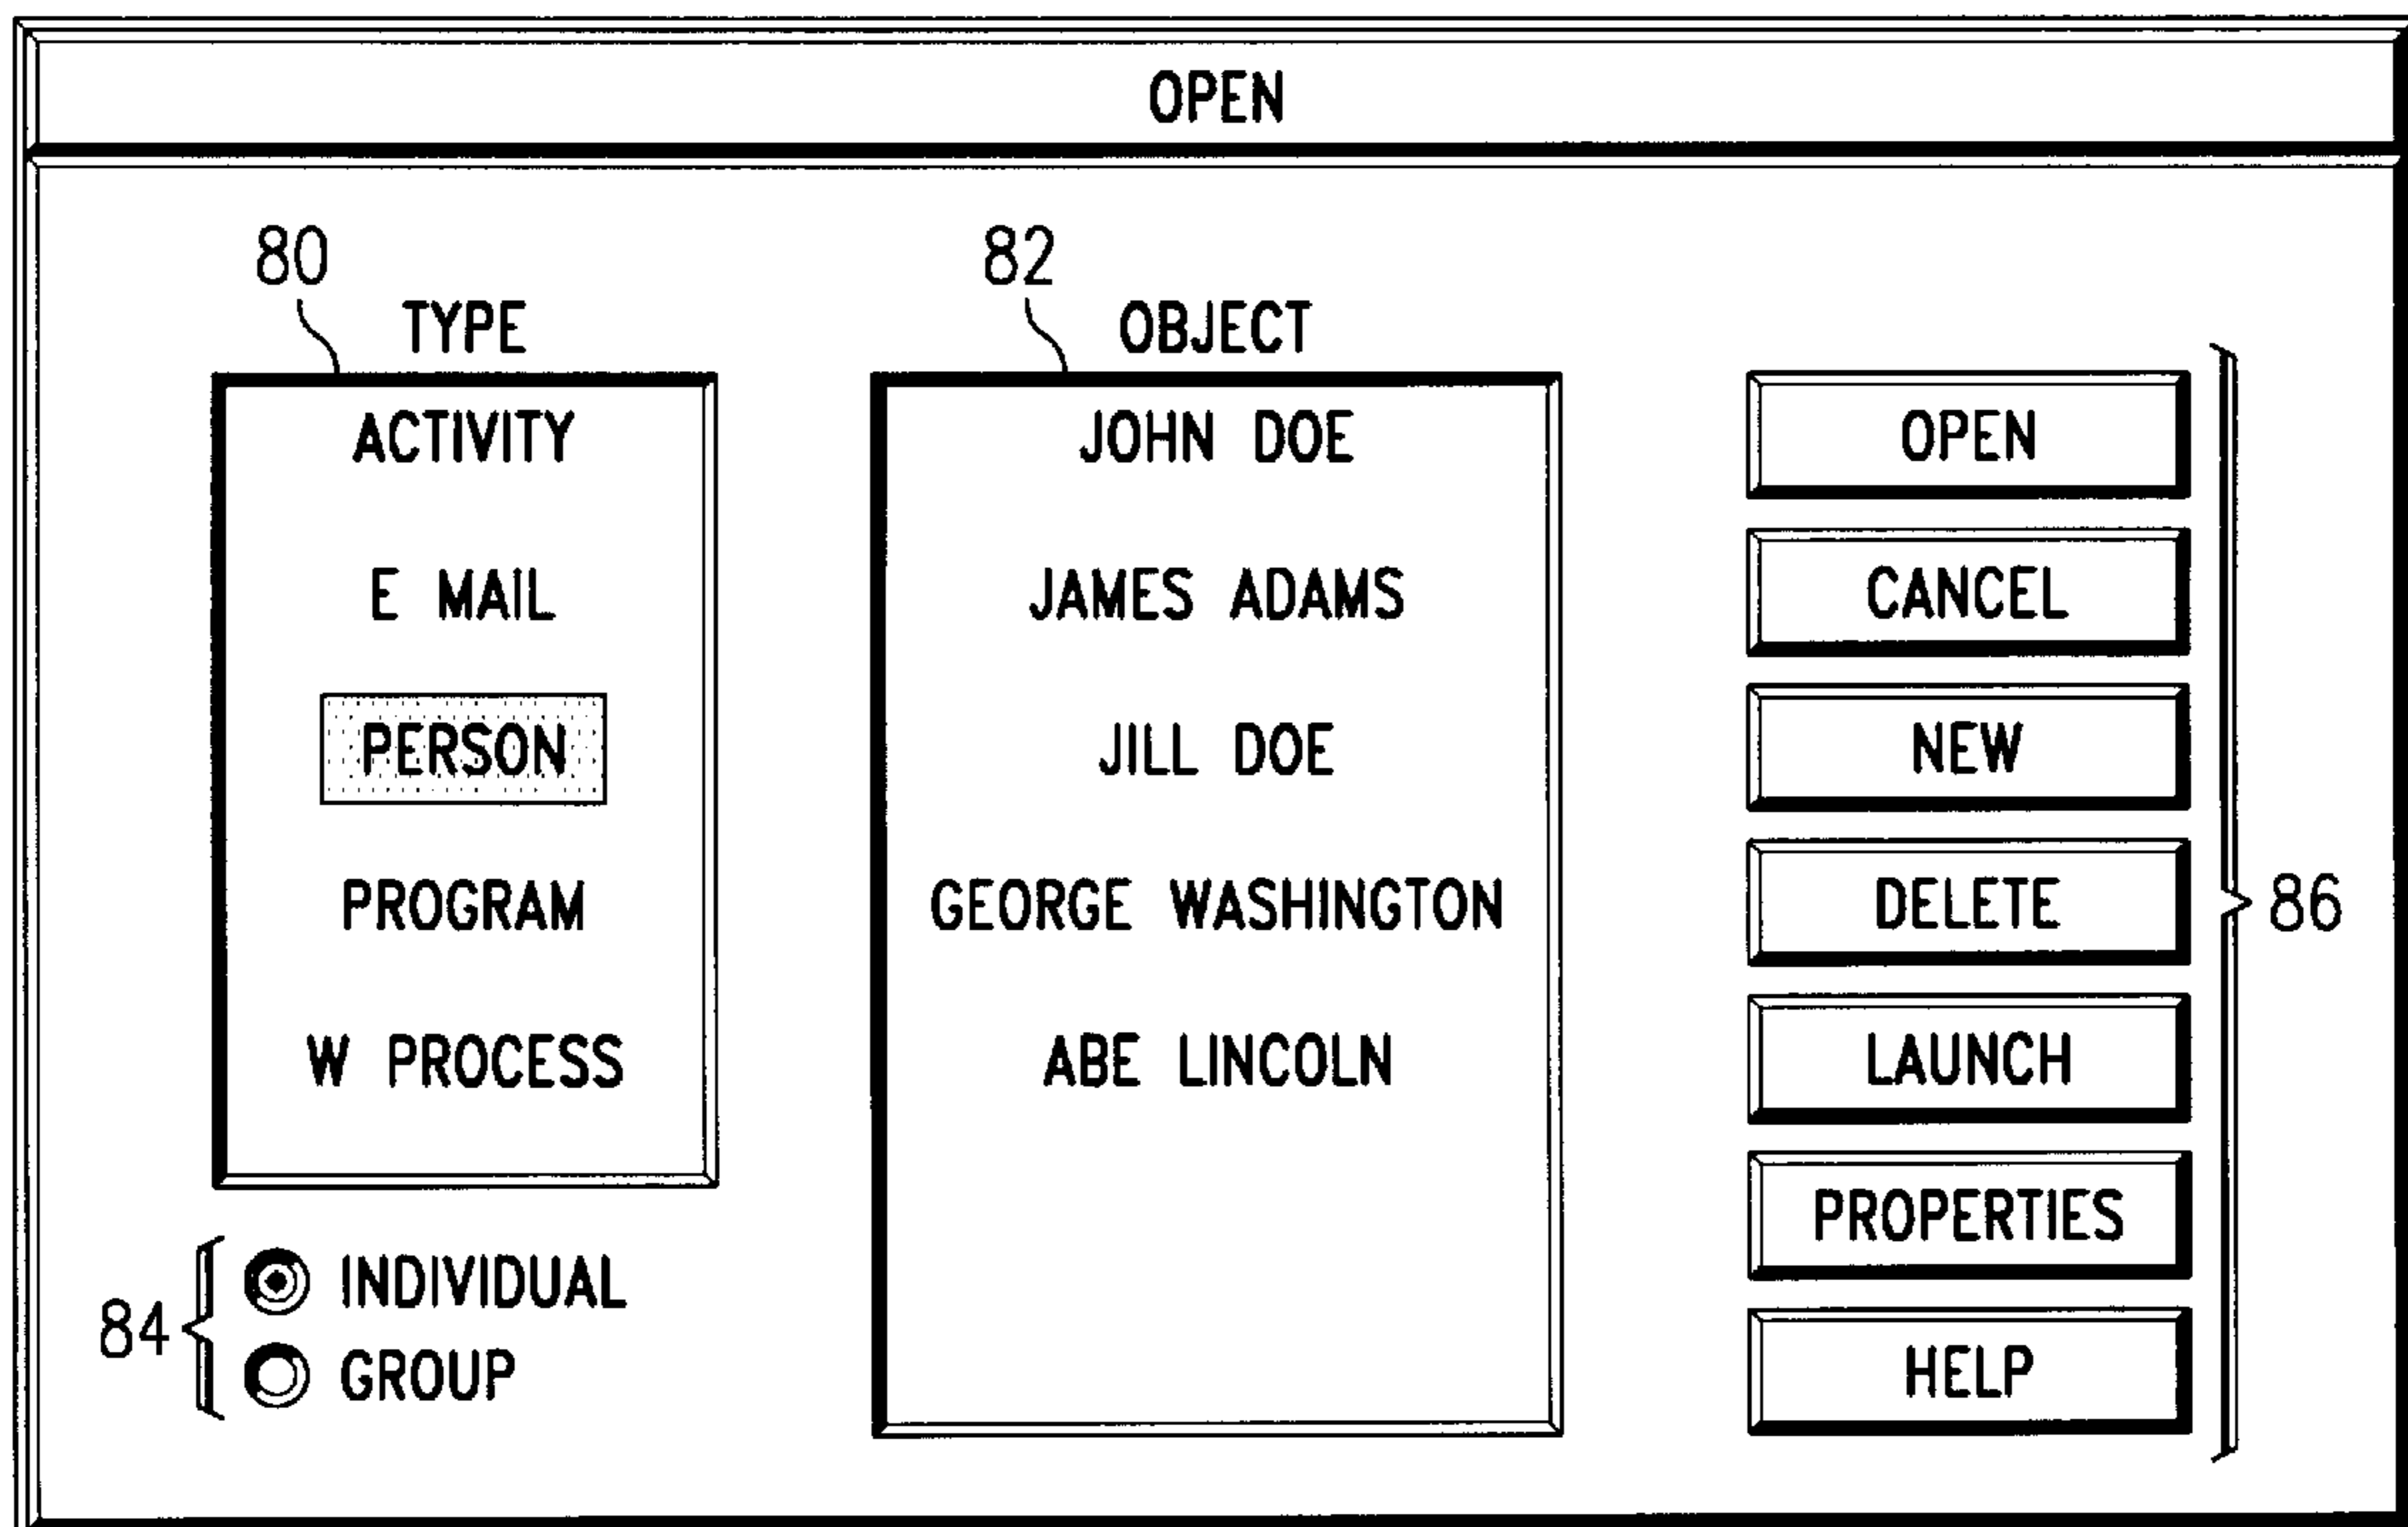 OPEN
80
82
TYPE
OBJECT
ACTIVITY
E MAIL
PERSON
PROGRAM
W PROCESS
JOHN DOE
JAMES ADAMS
JILL DOE
GEORGE WASHINGTON
ABE LINCOLN
OPEN
CANCEL
NEW
DELETE
LAUNCH
PROPERTIES
HELP
86
84
INDIVIDUAL
GROUP